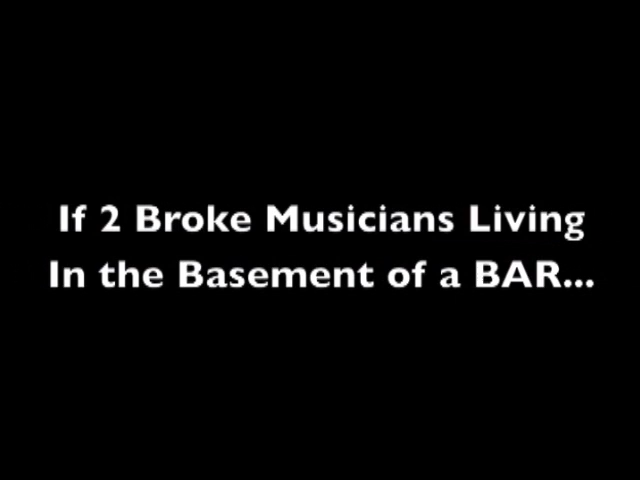 If 2 Broke Musicians Living
In the Basement of a BAR...